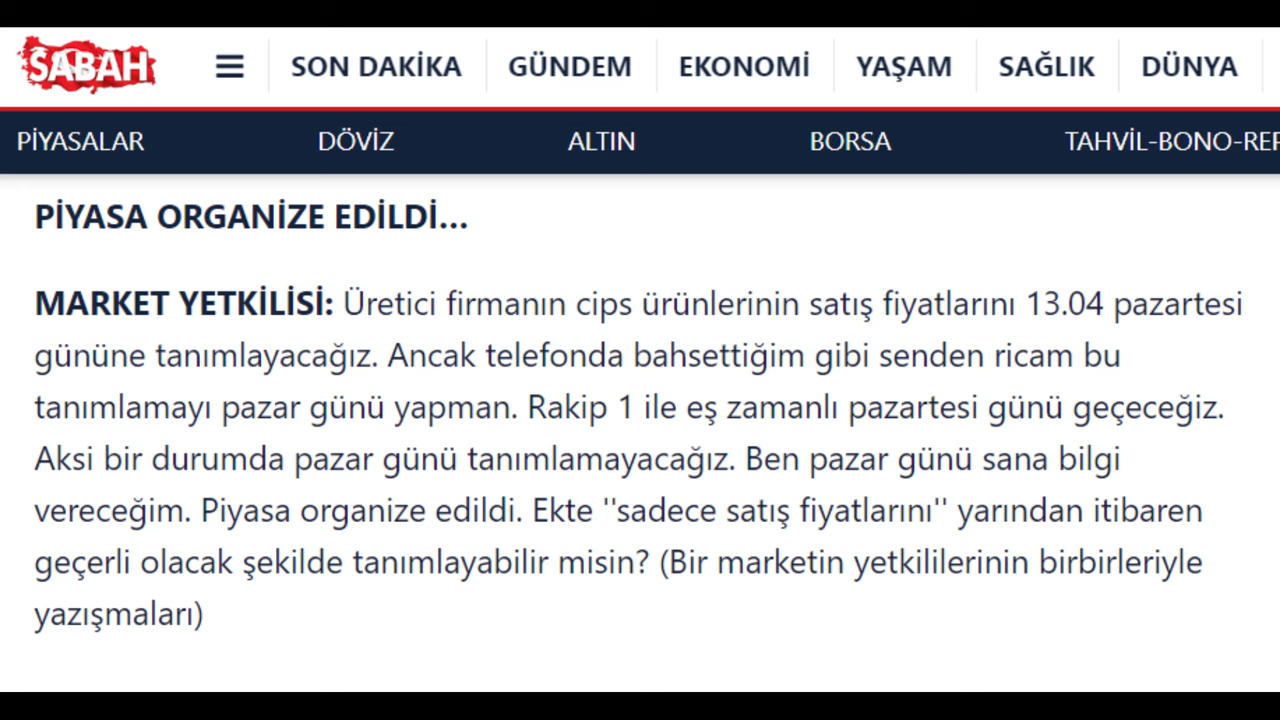 SABAH
SON DAKİKA GÜNDEM EKONOMİ YAŞAM SAĞLIK DÜNYA
PİYASALAR DÖVİZ ALTIN BORSA TAHVİL-BONO-REP
PİYASA ORGANİZE EDİLDİ...
MARKET YETKİLİSİ: Üretici firmanın cips ürünlerinin satış fiyatlarını 13.04 pazartesi
gününe tanımlayacağız. Ancak telefonda bahsettiğim gibi senden ricam bu
tanımlamayı pazar günü yapman. Rakip 1 ile eş zamanlı pazartesi günü geçeceğiz.
Aksi bir durumda pazar günü tanımlamayacağız. Ben pazar günü sana bilgi
vereceğim. Piyasa organize edildi. Ekte ''sadece satış fiyatlarını'' yarından itibaren
geçerli olacak şekilde tanımlayabilir misin? (Bir marketin yetkililerinin birbirleriyle
yazışmaları)